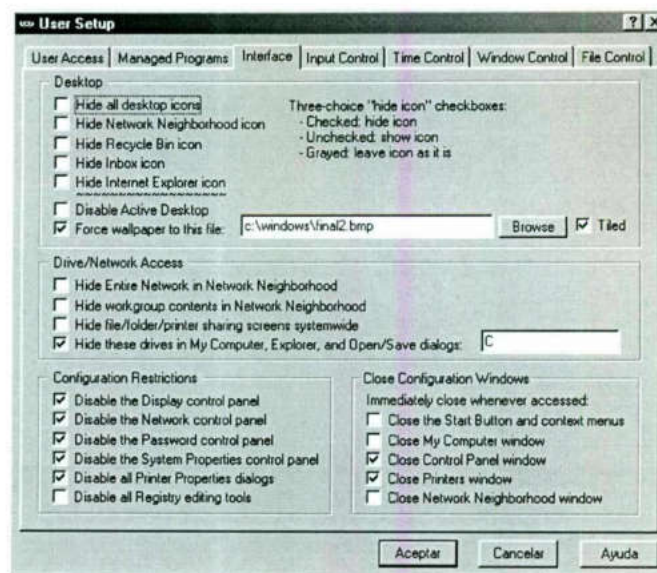 User Setup
User Access Managed Programs Interface Input Control Time Control Window Control File Control
Desktop
Hide all desktop icons
Hide Network Neighborhood icon
Hide Recycle Bin icon
Hide Inbox icon
Hide Internet Explorer icon
Three-choice "hide icon" checkboxes:
- Checked: hide icon
- Unchecked: show icon
- Grayed: leave icon as it is
Disable Active Desktop
Force wallpaper to this file: c:\windows\final2.bmp Browse Tiled
Drive/Network Access
Hide Entire Network in Network Neighborhood
Hide workgroup contents in Network Neighborhood
Hide file/folder/printer sharing screens systemwide
Hide these drives in My Computer, Explorer, and Open/Save dialogs: C
Configuration Restrictions
Disable the Display control panel
Disable the Network control panel
Disable the Password control panel
Disable the System Properties control panel
Disable all Printer Properties dialogs
Disable all Registry editing tools
Close Configuration Windows
Immediately close whenever accessed:
Close the Start Button and context menus
Close My Computer window
Close Control Panel window
Close Printers window
Close Network Neighborhood window
Aceptar Cancelar Ayuda